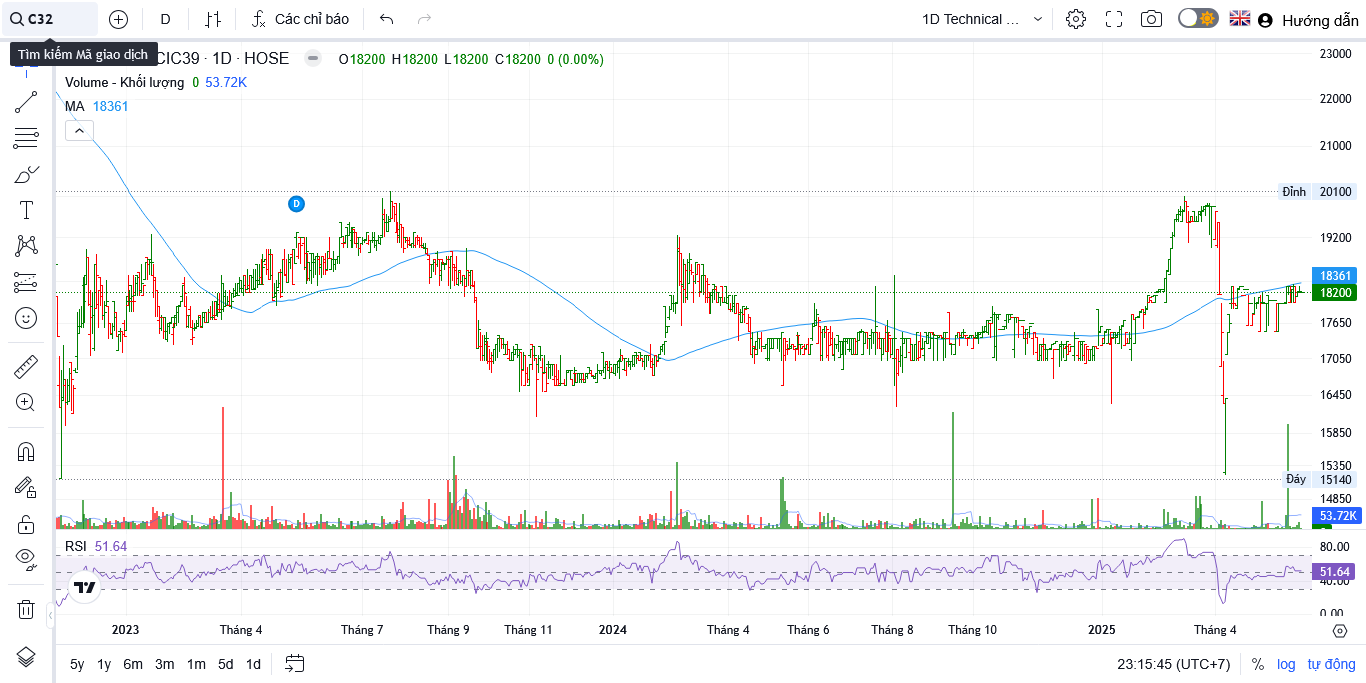 C32 D Các chỉ báo 1D Technical ... Hướng dẫn
Tìm kiếm Mã giao dịch
CIC39 · 1D · HOSE O18200 H18200 L18200 C18200 0 (0.00%)
Volume - Khối lượng 0 53.72K
MA 18361
D
23000
22000
21000
Đỉnh 20100
19200
18361
18200
17650
17050
16450
15850
15350
Đáy 15140
14850
53.72K
RSI 51.64
80.00
51.64
40.00
0.00
2023 Tháng 4 Tháng 7 Tháng 9 Tháng 11 2024 Tháng 4 Tháng 6 Tháng 8 Tháng 10 2025 Tháng 4
5y 1y 6m 3m 1m 5d 1d 23:15:45 (UTC+7) % log tự động